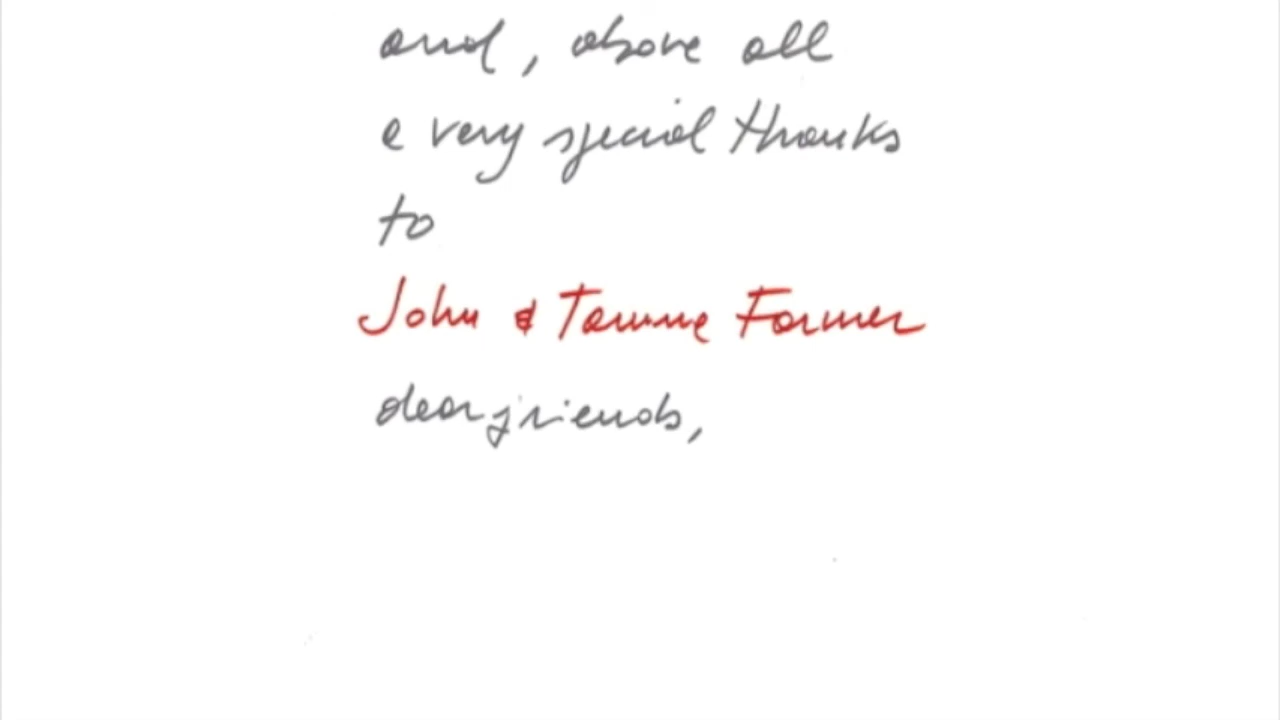 and, above all
a very special thanks
to
John & Tamme Farmer
dear friends,